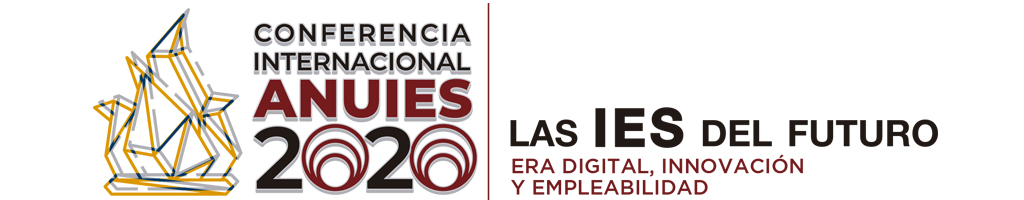 CONFERENCIA
INTERNACIONAL
ANUIES
2020
LAS IES DEL FUTURO
ERA DIGITAL, INNOVACIÓN
Y EMPLEABILIDAD